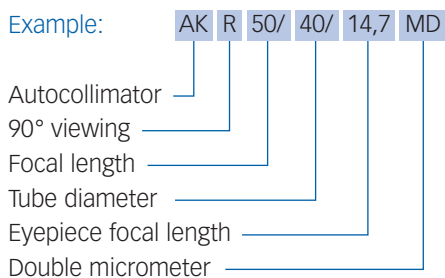 Example: AK R 50/ 40/ 14,7 MD
Autocollimator
90° viewing
Focal length
Tube diameter
Eyepiece focal length
Double micrometer